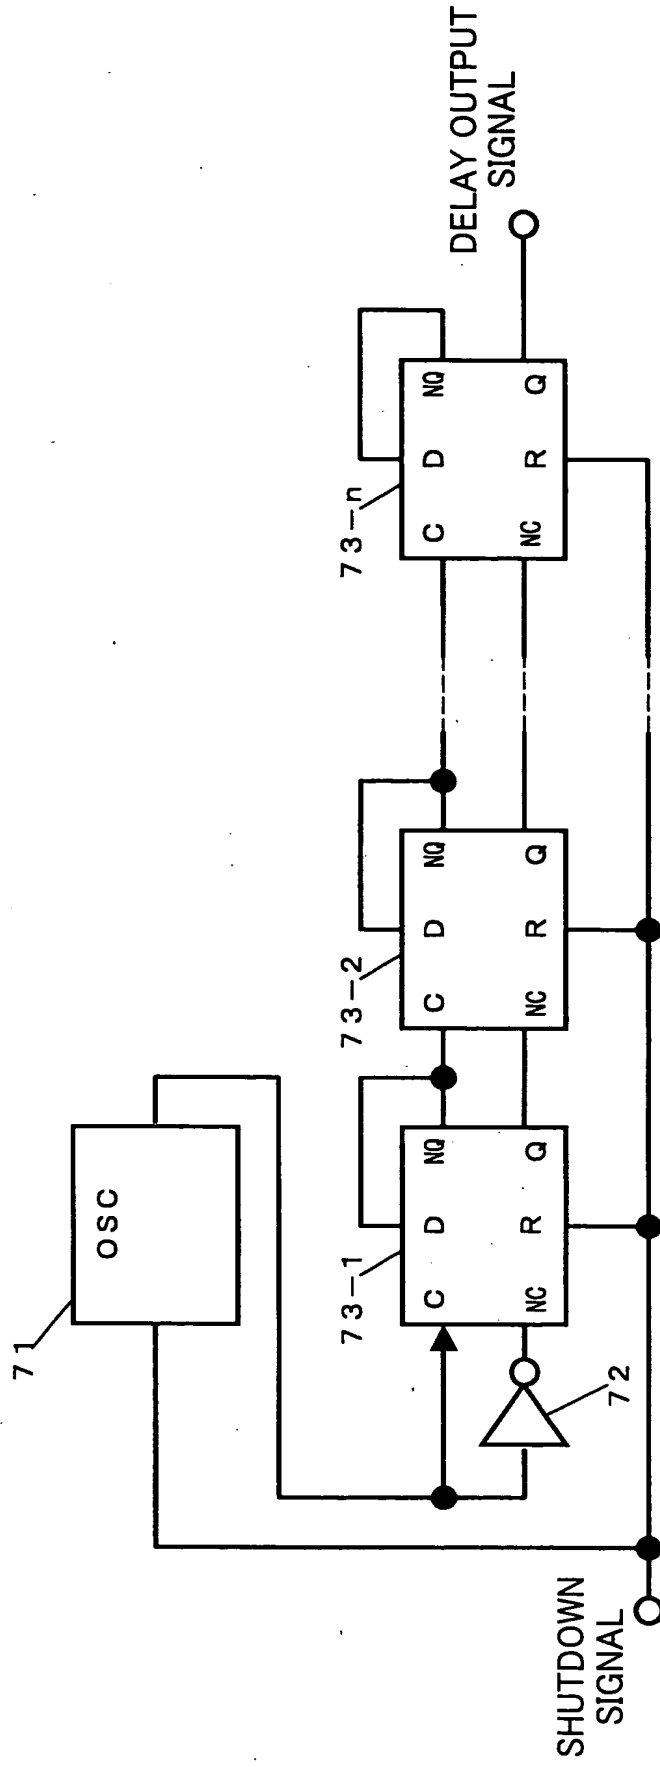 71
OSC
73-1
C
D
NQ
NC
R
Q
72
73-2
C
D
NQ
NC
R
Q
73-n
C
D
NQ
NC
R
Q
SHUTDOWN
SIGNAL
DELAY OUTPUT
SIGNAL